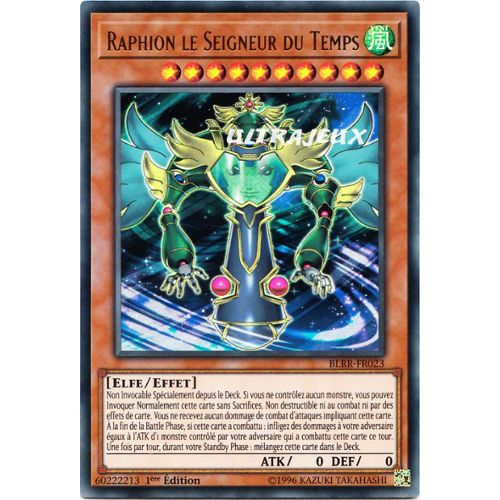 Raphion le Seigneur du Temps
嵐
ULTRAJEUX
BLRR-FR023
[Elfe/Effet]
Non Invocable Spécialement depuis le Deck. Si vous ne contrôlez aucun monstre, vous pouvez
Invoquer Normalement cette carte sans Sacrifices. Non destructible ni au combat ni par des
effets de carte. Vous ne recevez aucun dommage de combat d'attaques impliquant cette carte.
A la fin de la Battle Phase, si cette carte a combattu : infligez des dommages à votre adversaire
égaux à l'ATK d'1 monstre contrôlé par votre adversaire qui a combattu cette carte ce tour.
Une fois par tour, durant votre Standby Phase : mélangez cette carte dans le Deck.
ATK/ 0 DEF/ 0
60222213 1ère Édition ©1996 KAZUKI TAKAHASHI